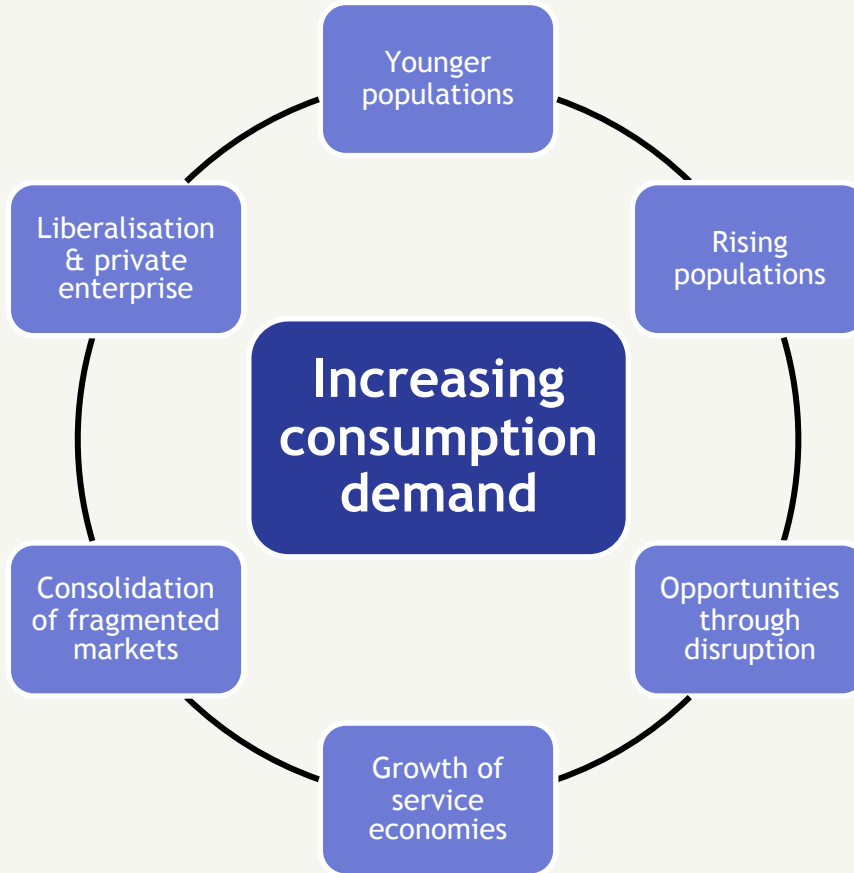 Younger
populations
Rising
populations
Opportunities
through
disruption
Growth of
service
economies
Consolidation
of fragmented
markets
Liberalisation
& private
enterprise
Increasing
consumption
demand